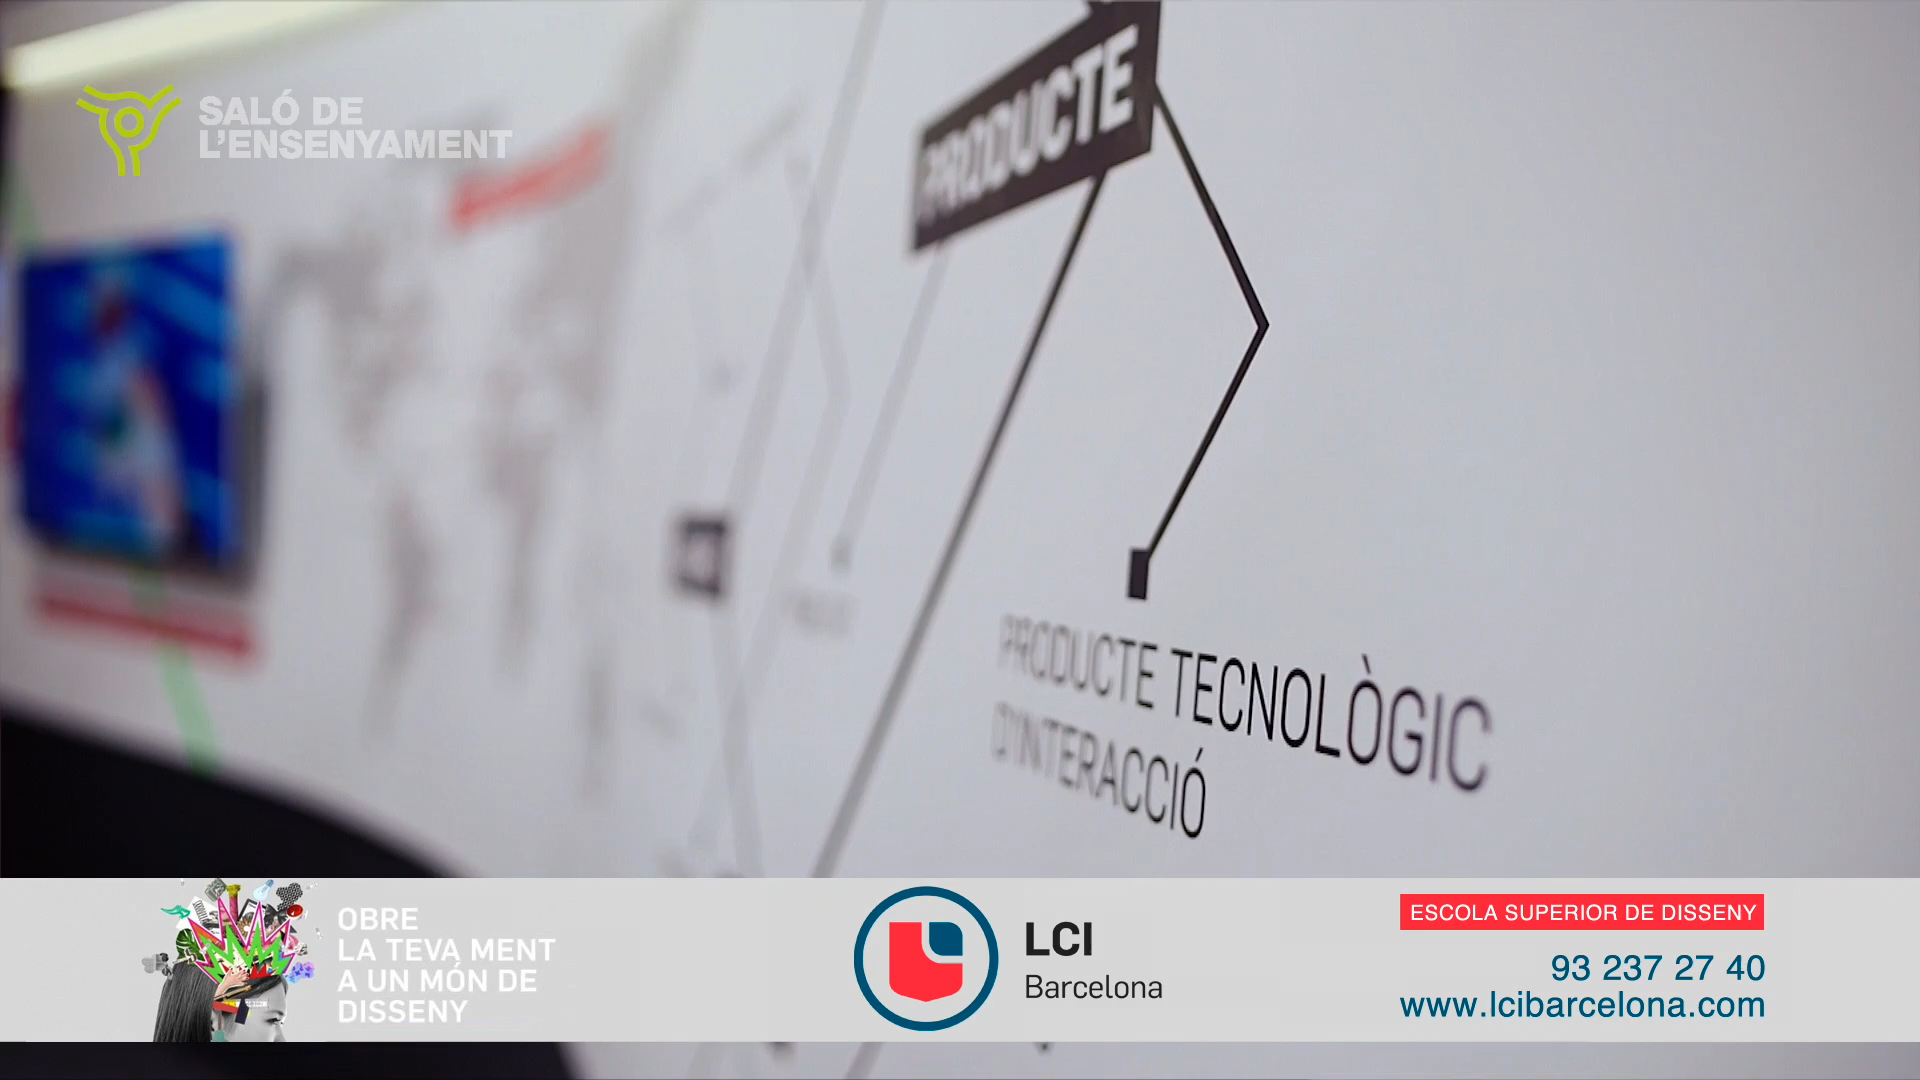 SALÓ DE
L'ENSENYAMENT
PRODUCTE
PRODUCTE TECNOLÒGIC
D'INTERACCIÓ
OBRE
LA TEVA MENT
A UN MÓN DE
DISSENY
LCI
Barcelona
ESCOLA SUPERIOR DE DISSENY
93 237 27 40
www.lcibarcelona.com